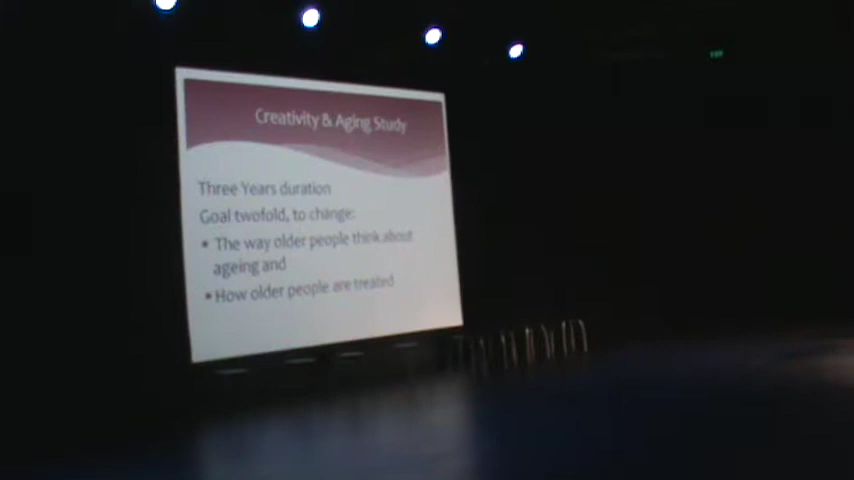 Creativity & Aging Study
Three Years duration
Goal twofold, to change:
• The way older people think about
ageing and
• How older people are treated